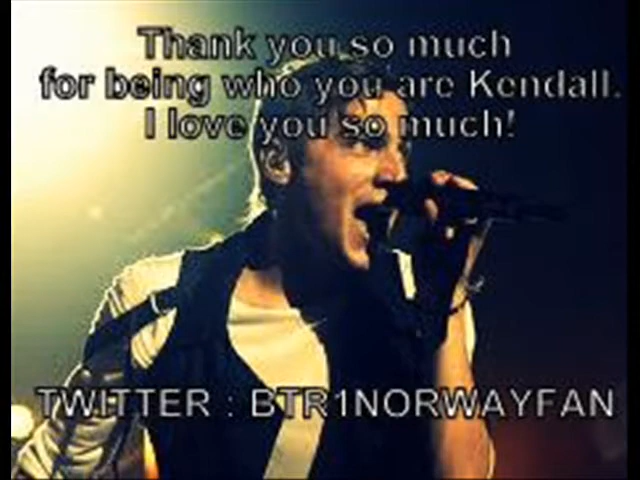 Thank you so much
for being who you are Kendall.
I love you so much!
TWITTER : BTR1NORWAYFAN